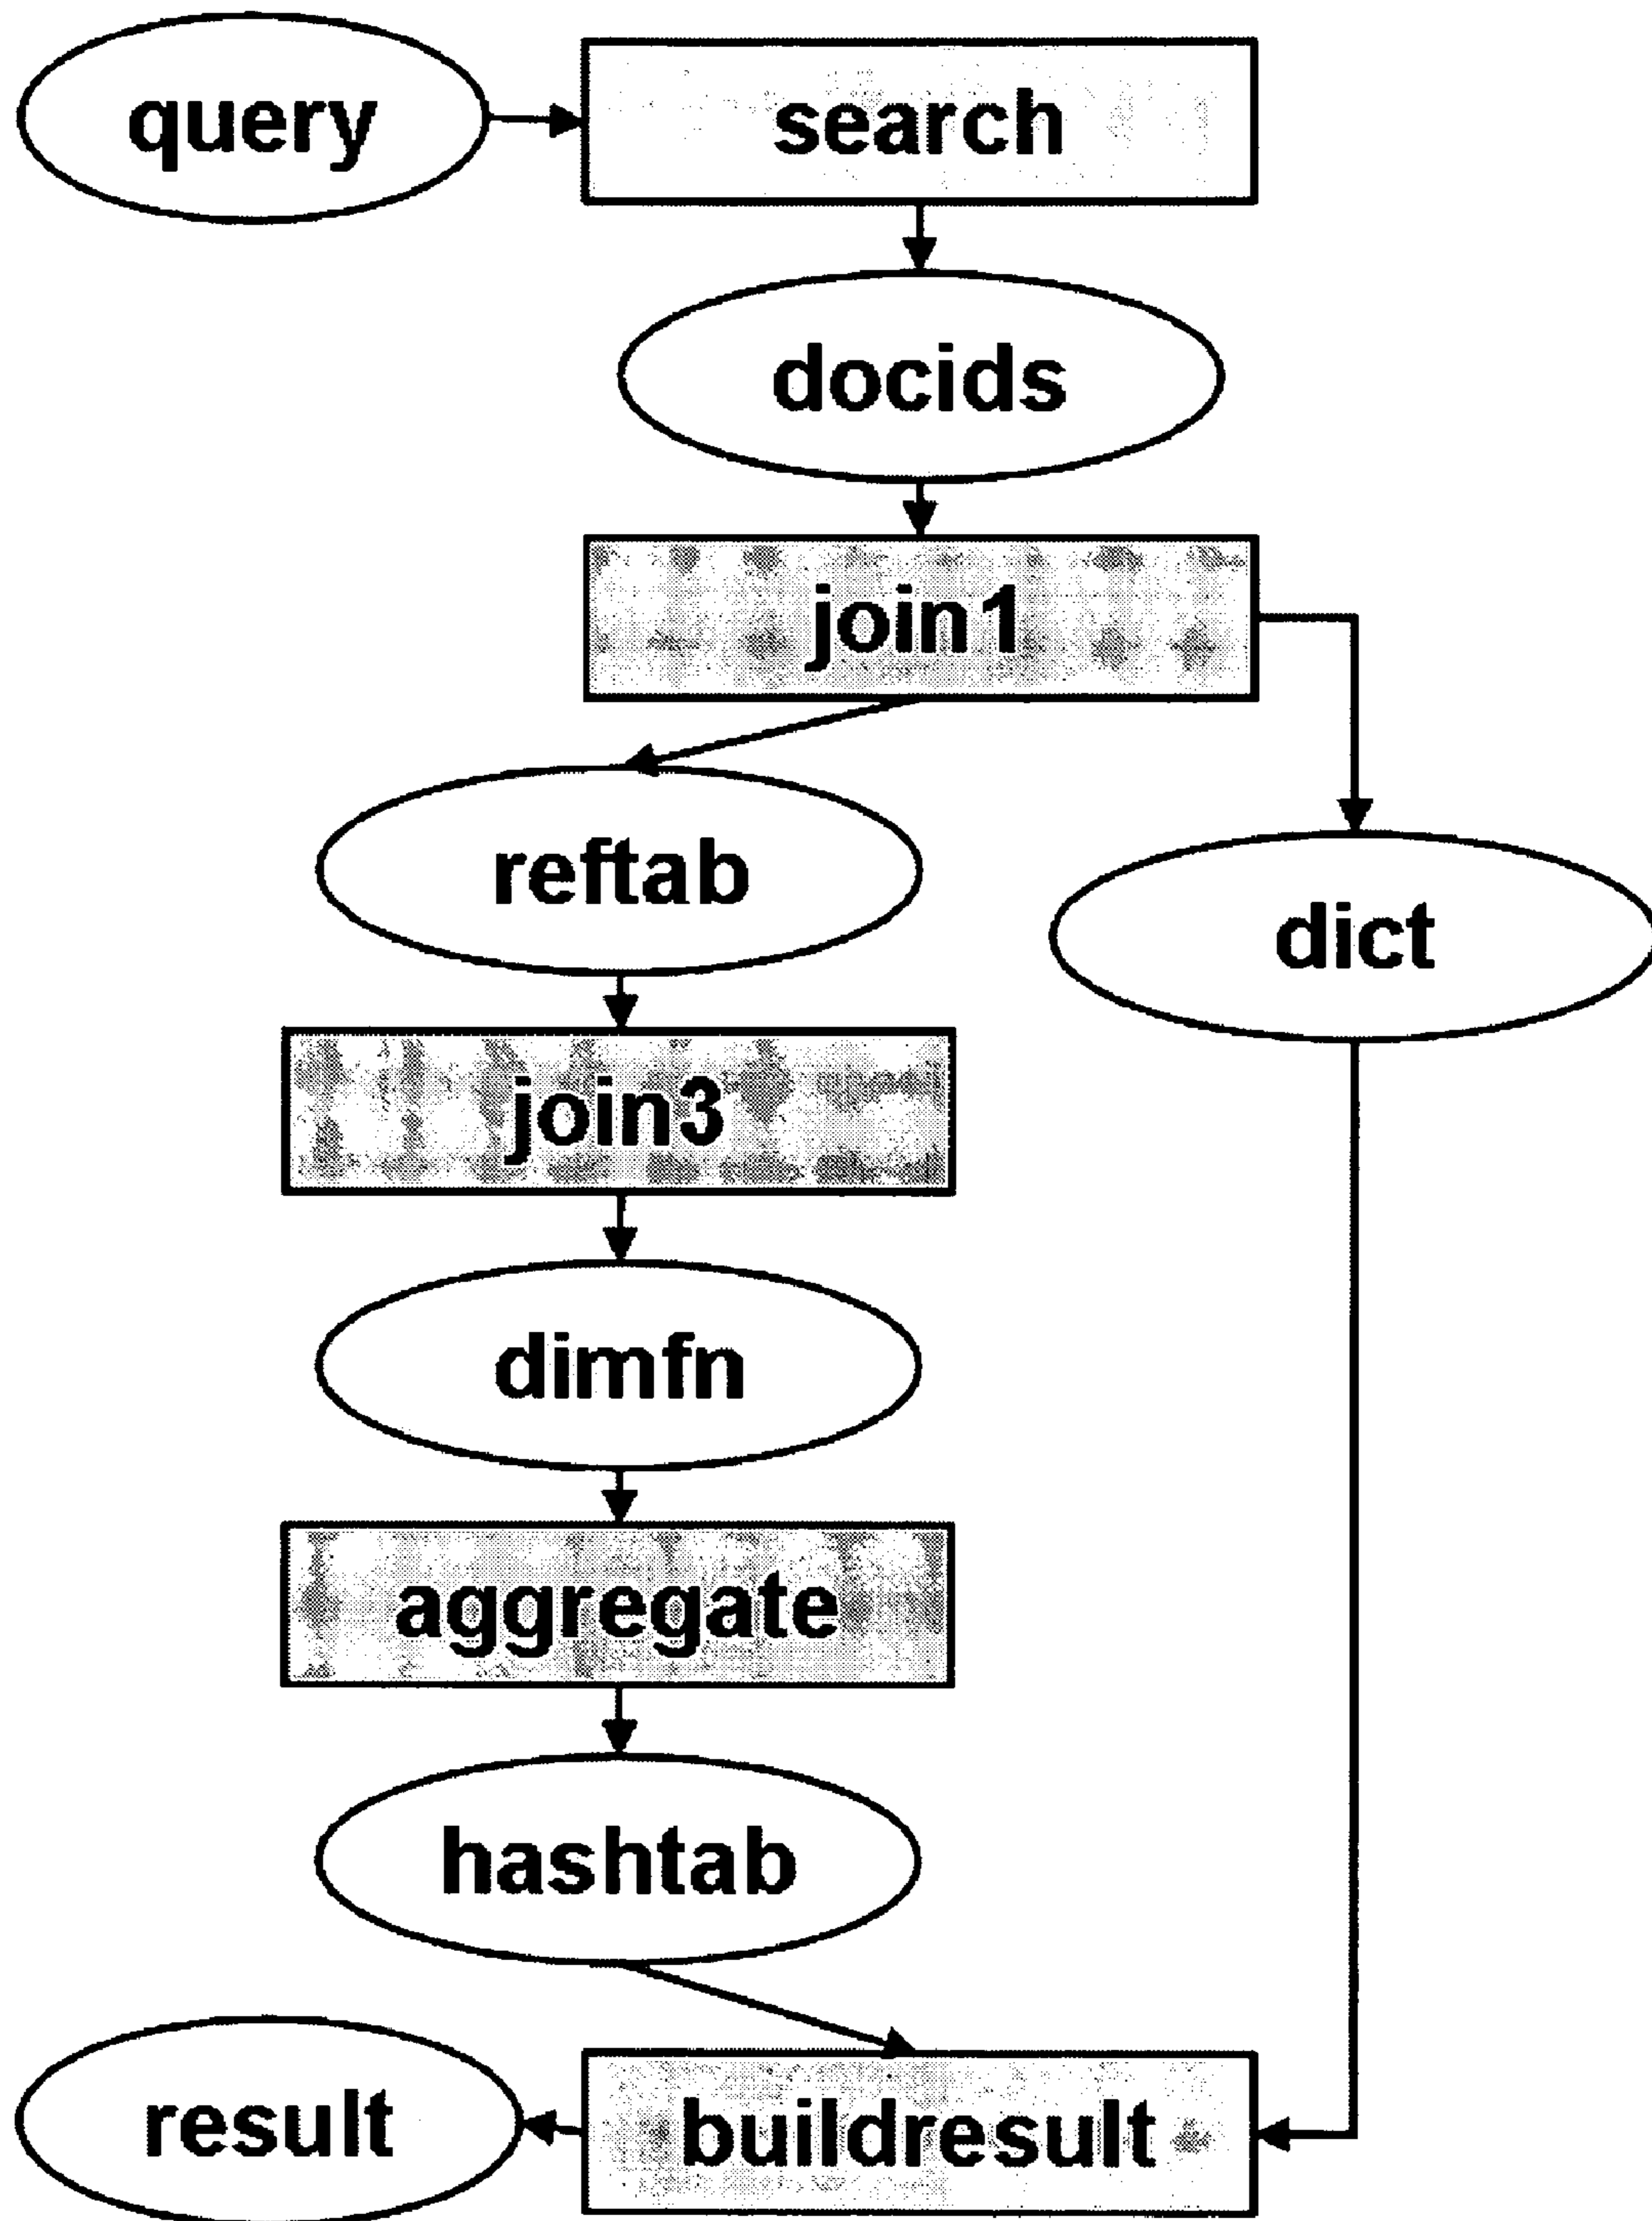 query
search
docids
join1
reftab
dict
join3
dimfn
aggregate
hashtab
result
buildresult